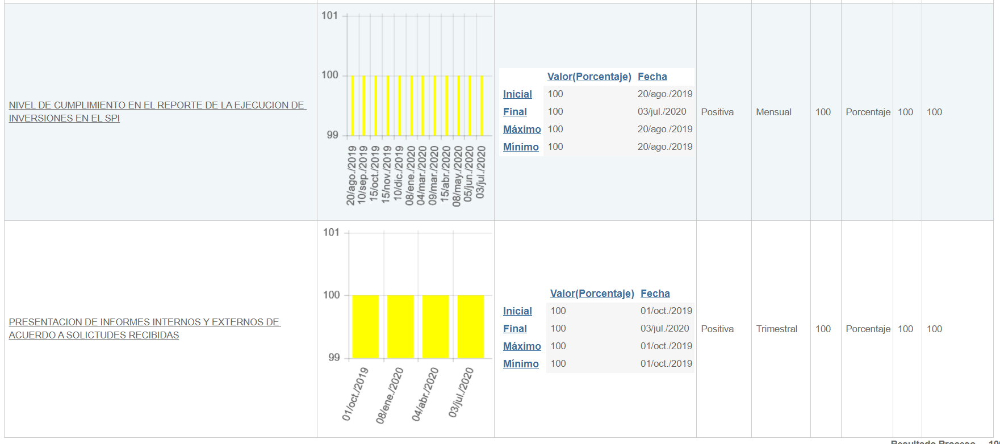 101
100
99
20/ago./2019
10/sep./2019
15/oct./2019
15/nov./2019
10/dic./2019
08/ene./2020
04/mar./2020
09/mar./2020
15/abr./2020
08/may./2020
05/jun./2020
03/jul./2020
NIVEL DE CUMPLIMIENTO EN EL REPORTE DE LA EJECUCION DE
INVERSIONES EN EL SPI
Valor(Porcentaje) Fecha
Inicial 100 20/ago./2019
Final 100 03/jul./2020
Máximo 100 20/ago./2019
Mínimo 100 20/ago./2019
Positiva Mensual 100 Porcentaje 100 100
101
100
99
01/oct./2019
08/ene./2020
04/abr./2020
03/jul./2020
PRESENTACION DE INFORMES INTERNOS Y EXTERNOS DE
ACUERDO A SOLICTUDES RECIBIDAS
Valor(Porcentaje) Fecha
Inicial 100 01/oct./2019
Final 100 03/jul./2020
Máximo 100 01/oct./2019
Mínimo 100 01/oct./2019
Positiva Trimestral 100 Porcentaje 100 100
Resultado Proceso